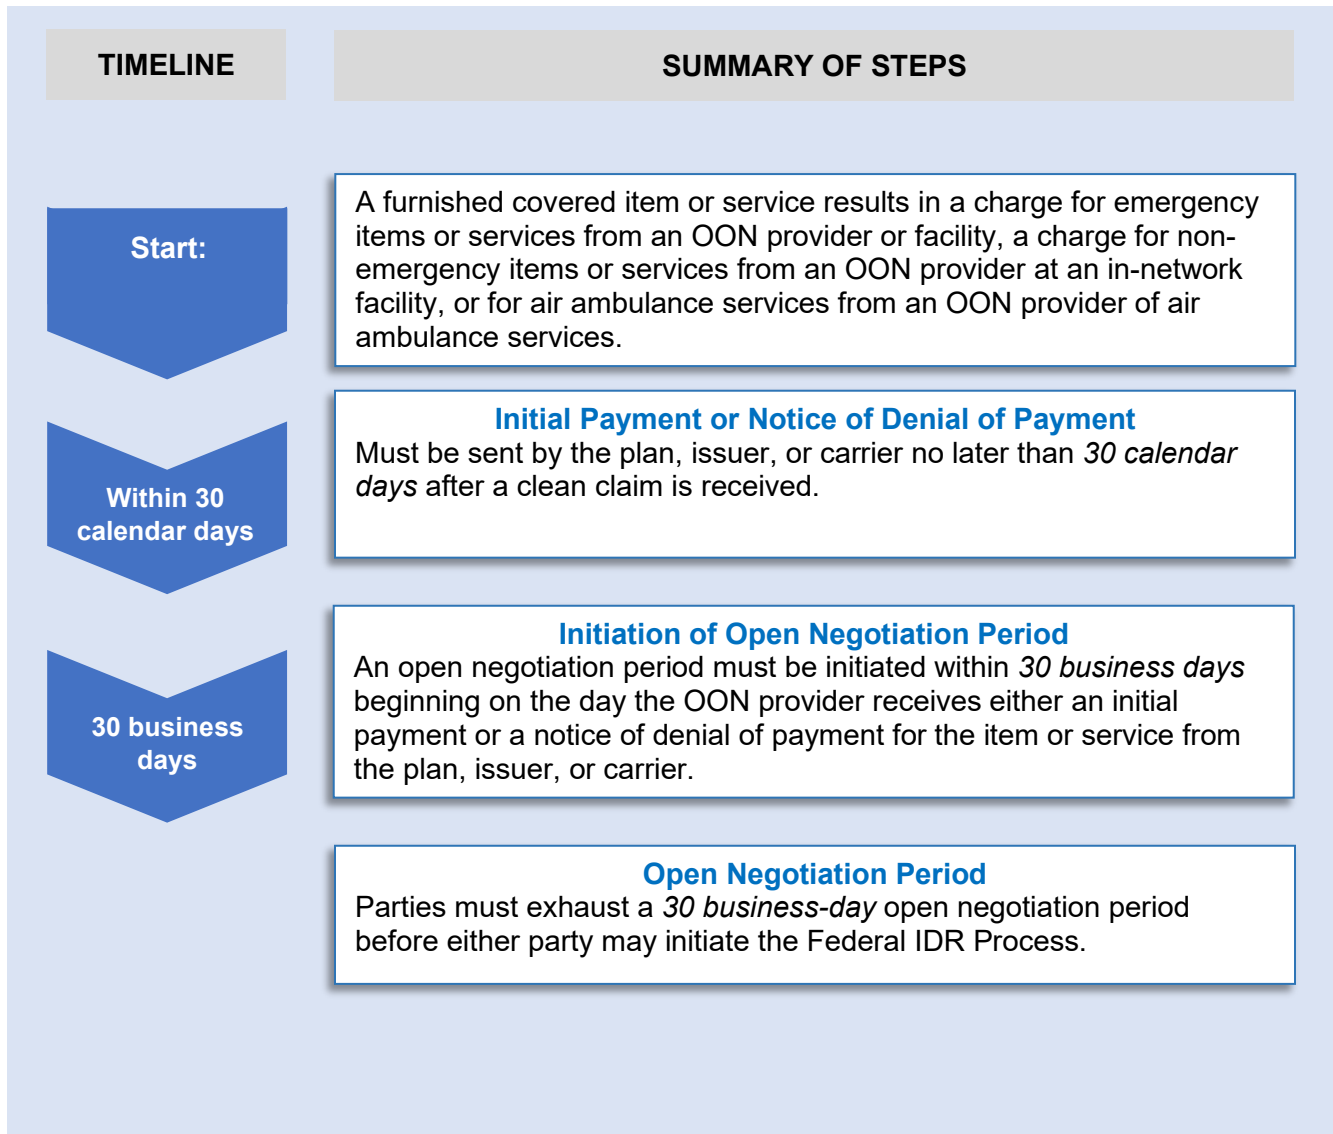 TIMELINE
SUMMARY OF STEPS
Start:
A furnished covered item or service results in a charge for emergency
items or services from an OON provider or facility, a charge for non-
emergency items or services from an OON provider at an in-network
facility, or for air ambulance services from an OON provider of air
ambulance services.
Within 30
calendar days
Initial Payment or Notice of Denial of Payment
Must be sent by the plan, issuer, or carrier no later than 30 calendar
days after a clean claim is received.
30 business
days
Initiation of Open Negotiation Period
An open negotiation period must be initiated within 30 business days
beginning on the day the OON provider receives either an initial
payment or a notice of denial of payment for the item or service from
the plan, issuer, or carrier.
Open Negotiation Period
Parties must exhaust a 30 business-day open negotiation period
before either party may initiate the Federal IDR Process.